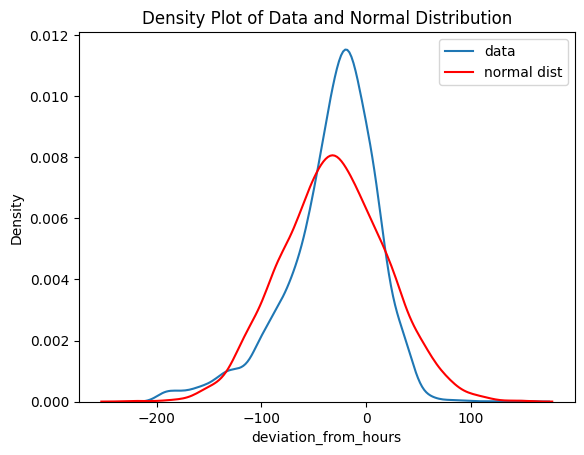 Density Plot of Data and Normal Distribution
0.012
0.010
0.008
0.006
0.004
0.002
0.000
Density
data
normal dist
−200
−100
0
100
deviation_from_hours